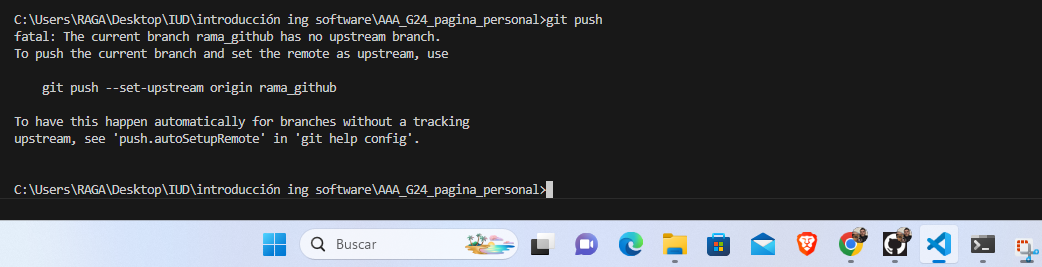 C:\Users\RAGA\Desktop\IUD\introducción ing software\AAA_G24_pagina_personal>git push
fatal: The current branch rama_github has no upstream branch.
To push the current branch and set the remote as upstream, use
git push --set-upstream origin rama_github
To have this happen automatically for branches without a tracking
upstream, see 'push.autoSetupRemote' in 'git help config'.
C:\Users\RAGA\Desktop\IUD\introducción ing software\AAA_G24_pagina_personal>
Buscar